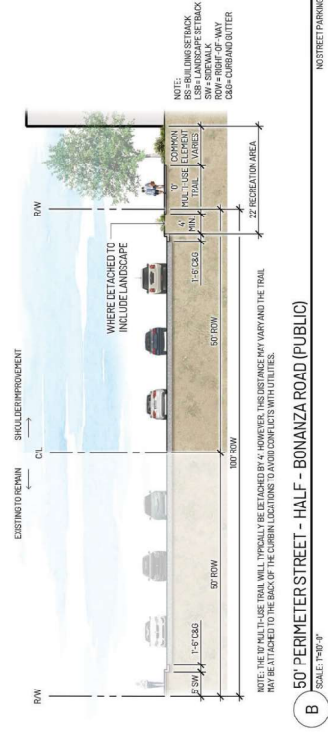 EXISTING TO REMAIN
SHOULDER IMPROVEMENT
R/W
C/L
R/W
WHERE DETACHED TO
INCLUDE LANDSCAPE
5' SW
1'-6" C&G
1'-6" C&G
4'
MIN.
MULTI-USE
TRAIL
COMMON
ELEMENT
VARIES
50' ROW
50' ROW
22' RECREATION AREA
100' ROW
NOTE:
BS = BUILDING SETBACK
LSB = LANDSCAPE SETBACK
SW = SIDEWALK
ROW = RIGHT-OF-WAY
C&G = CURB AND GUTTER
NOTE: THE 10' MULTI-USE TRAIL WILL TYPICALLY BE DETACHED BY 4'. HOWEVER, THIS DISTANCE MAY VARY AND THE TRAIL
MAY BE ATTACHED TO THE BACK OF THE CURB IN LOCATIONS TO AVOID CONFLICTS WITH UTILITIES.
B
50' PERIMETER STREET - HALF - BONANZA ROAD (PUBLIC)
SCALE: 1"=10'-0"
NO STREET PARKING